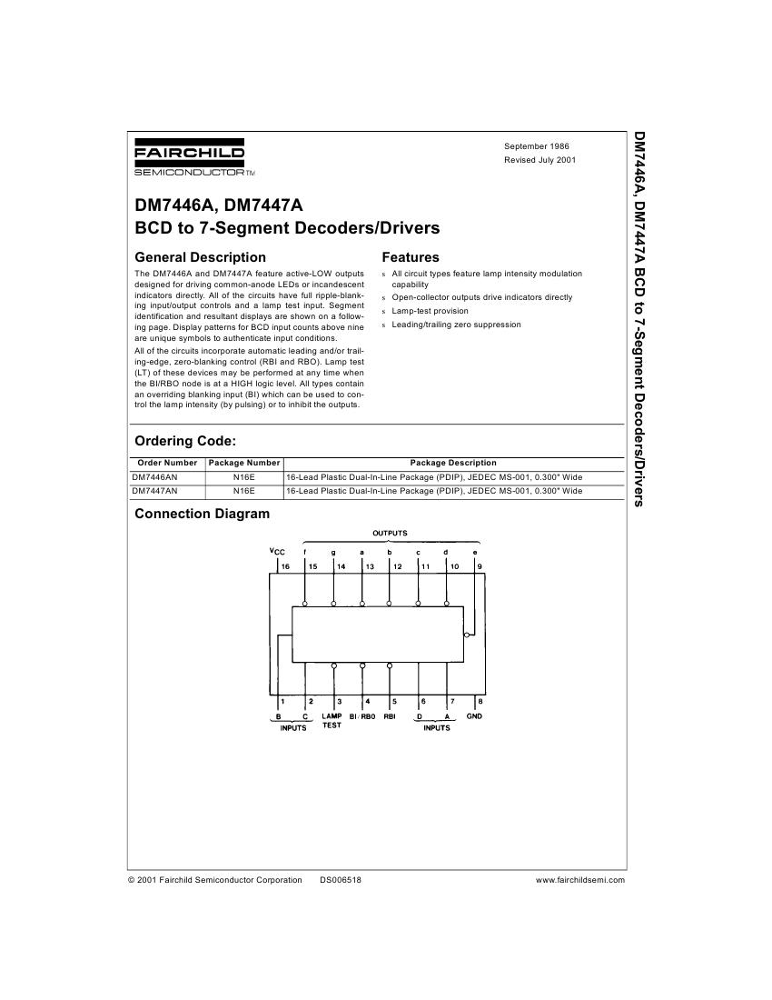 FAIRCHILD
SEMICONDUCTOR TM
September 1986
Revised July 2001
DM7446A, DM7447A
BCD to 7-Segment Decoders/Drivers
General Description
The DM7446A and DM7447A feature active-LOW outputs
designed for driving common-anode LEDs or incandescent
indicators directly. All of the circuits have full ripple-blank-
ing input/output controls and a lamp test input. Segment
identification and resultant displays are shown on a follow-
ing page. Display patterns for BCD input counts above nine
are unique symbols to authenticate input conditions.
All of the circuits incorporate automatic leading and/or trail-
ing-edge, zero-blanking control (RBI and RBO). Lamp test
(LT) of these devices may be performed at any time when
the BI/RBO node is at a HIGH logic level. All types contain
an overriding blanking input (BI) which can be used to con-
trol the lamp intensity (by pulsing) or to inhibit the outputs.
Features
s All circuit types feature lamp intensity modulation
capability
s Open-collector outputs drive indicators directly
s Lamp-test provision
s Leading/trailing zero suppression
Ordering Code:
Order Number Package Number Package Description
DM7446AN N16E 16-Lead Plastic Dual-In-Line Package (PDIP), JEDEC MS-001, 0.300" Wide
DM7447AN N16E 16-Lead Plastic Dual-In-Line Package (PDIP), JEDEC MS-001, 0.300" Wide
Connection Diagram
OUTPUTS
VCC f g a b c d e
16 15 14 13 12 11 10 9
1 2 3 4 5 6 7 8
B C LAMP BI/RBO RBI D A GND
TEST
INPUTS INPUTS
© 2001 Fairchild Semiconductor Corporation DS006518 www.fairchildsemi.com
DM7446A, DM7447A BCD to 7-Segment Decoders/Drivers